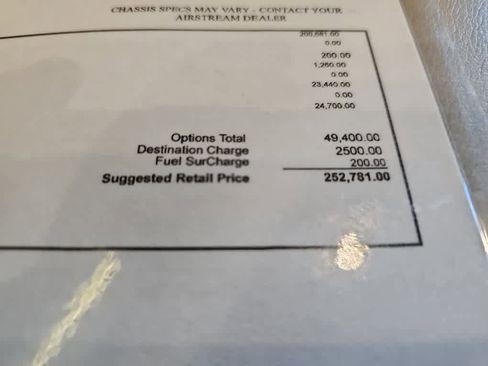 CHASSIS SPECS MAY VARY - CONTACT YOUR
AIRSTREAM DEALER
200,681.00
0.00
200.00
1,260.00
0.00
23,440.00
0.00
24,700.00
Options Total 49,400.00
Destination Charge 2500.00
Fuel SurCharge 200.00
Suggested Retail Price 252,781.00